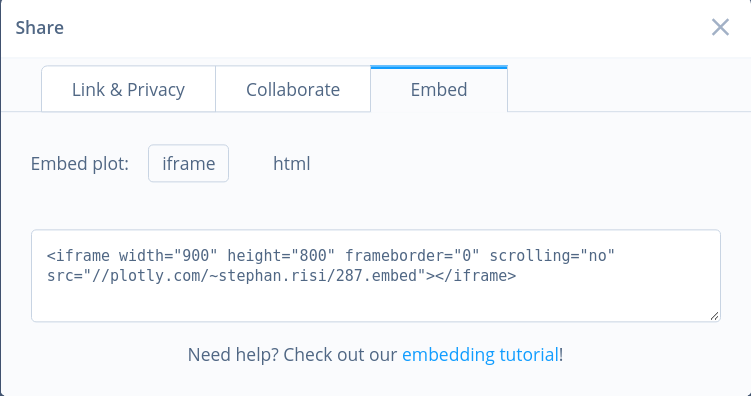 Share
Link & Privacy
Collaborate
Embed
Embed plot:
iframe
html
<iframe width="900" height="800" frameborder="0" scrolling="no"
src="//plotly.com/~stephan.risi/287.embed"></iframe>
Need help? Check out our embedding tutorial!